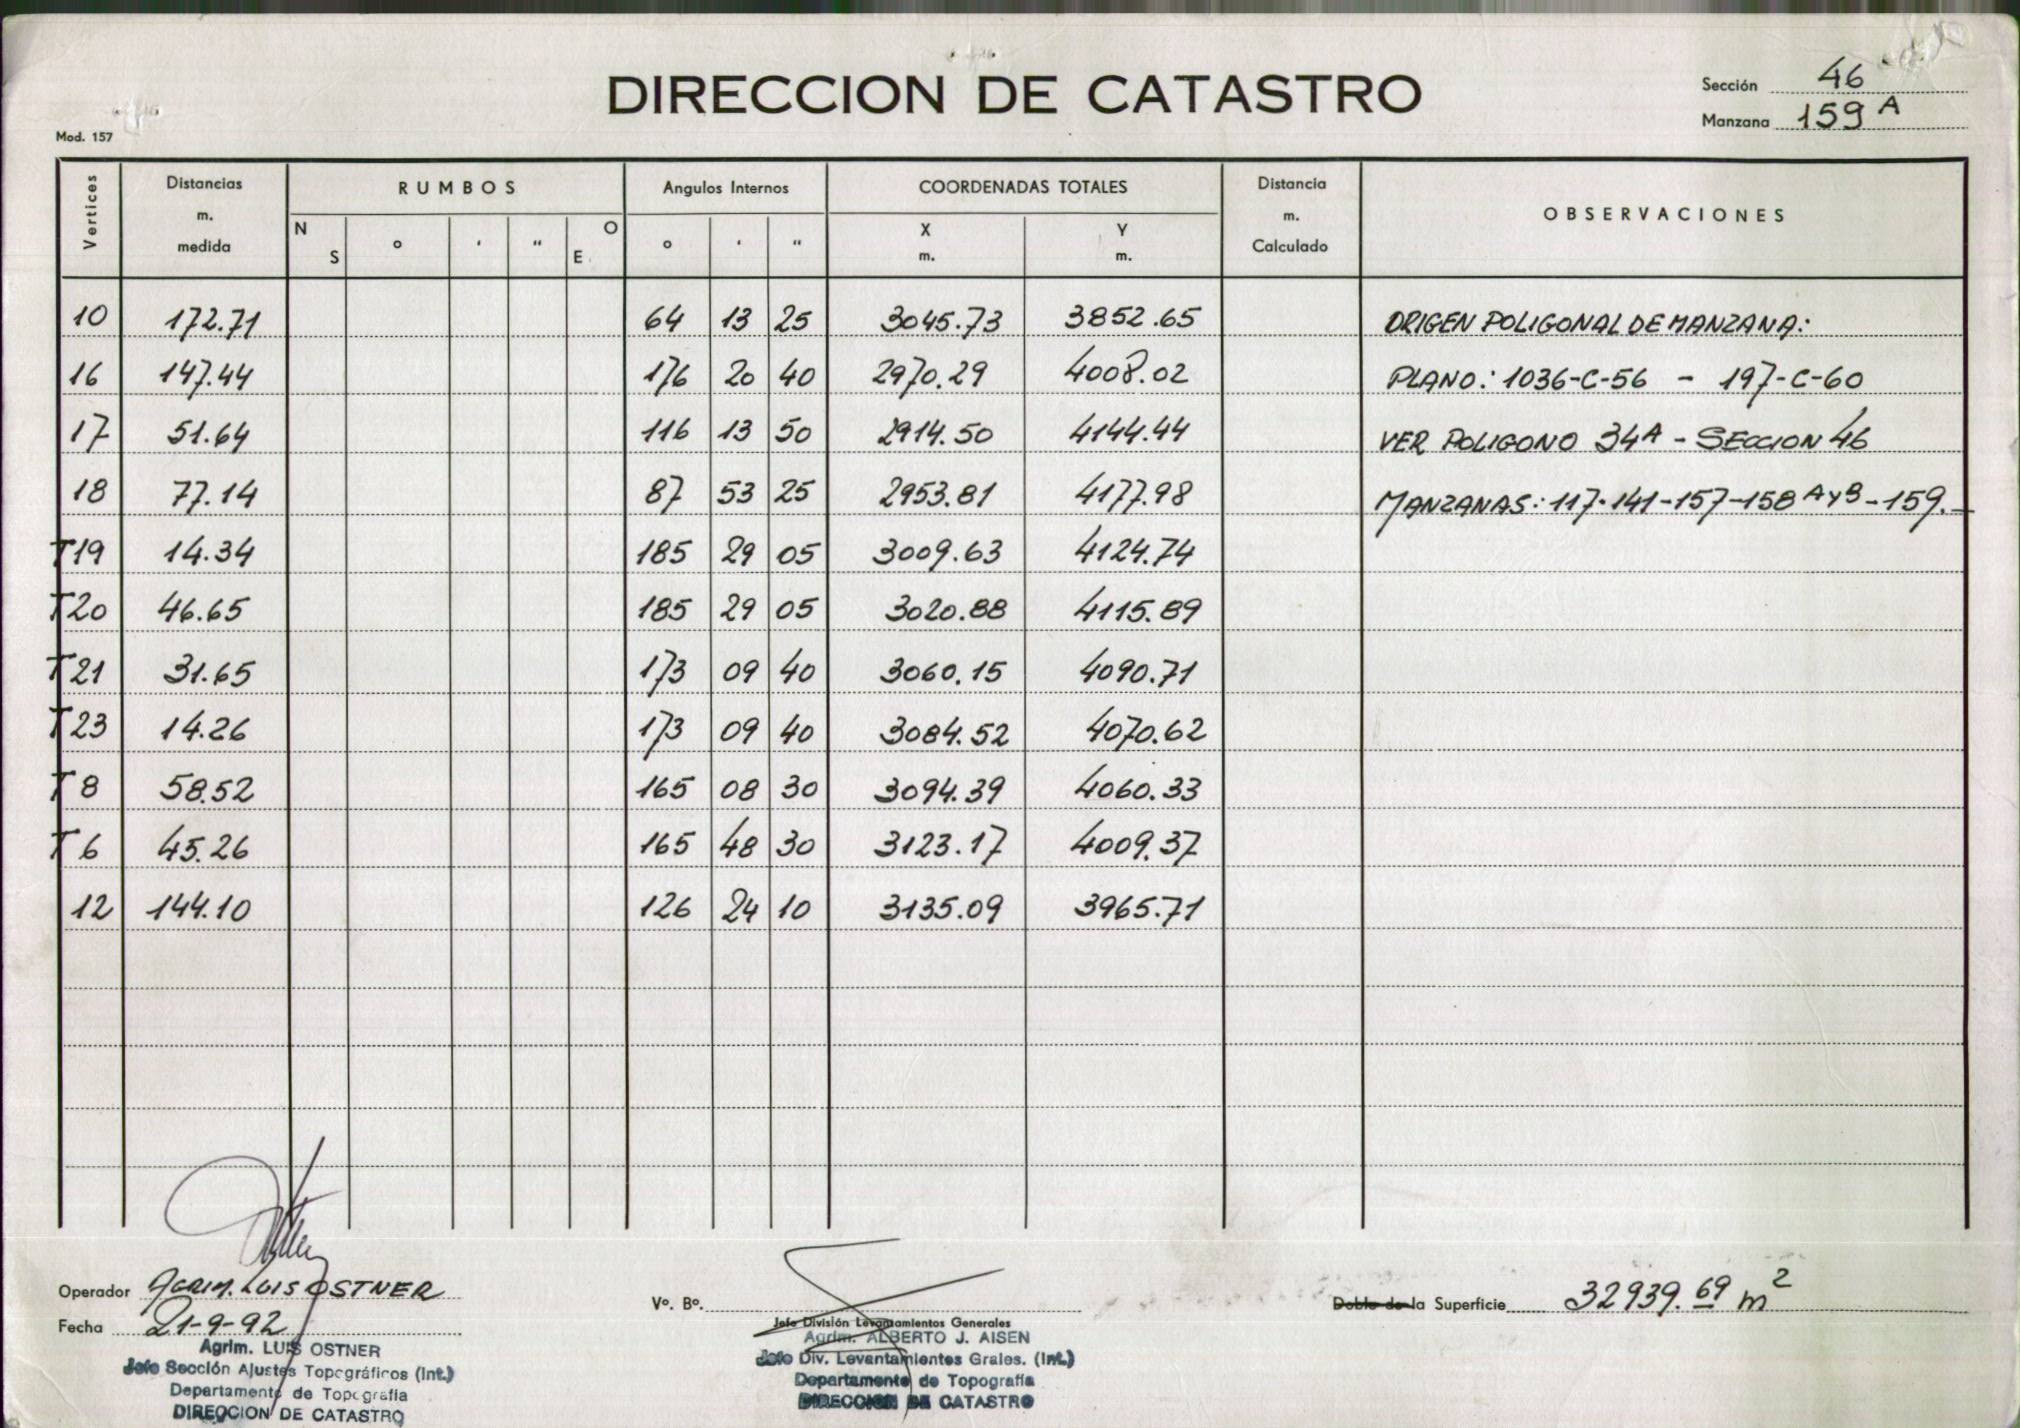 DIRECCION DE CATASTRO
Sección 46
Manzana 159 A
Mod. 157
Vertices Distancias m. medida RUMBOS N S ° ' " O E Angulos Internos ° ' " COORDENADAS TOTALES X m. Y m. Distancia m. Calculado OBSERVACIONES
10 172.71 64 13 25 3045.73 3852.65 ORIGEN POLIGONAL DE MANZANA:
16 147.44 176 20 40 2970.29 4008.02 PLANO: 1036-C-56 - 197-C-60
17 51.64 116 13 50 2914.50 4144.44 VER POLIGONO 34A - SECCION 46
18 77.14 87 53 25 2953.81 4177.98 MANZANAS: 117-141-157-158 A y B - 159.-
T19 14.34 185 29 05 3009.63 4124.74
T20 46.65 185 29 05 3020.88 4115.89
T21 31.65 173 09 40 3060.15 4090.71
T23 14.26 173 09 40 3084.52 4070.62
T8 58.52 165 08 30 3094.39 4060.33
T6 45.26 165 48 30 3123.17 4009.37
12 144.10 126 24 10 3135.09 3965.71
Operador AGRIM. LUIS OSTNER
Fecha 21-9-92
Agrim. LUIS OSTNER
Jefe Sección Ajustes Topográficos (Int.)
Departamento de Topografía
DIRECCION DE CATASTRO
Vº. Bº.
Jefe División Levantamientos Generales
Agrim. ALBERTO J. AISEN
Jefe Div. Levantamientos Grales. (Int.)
Departamento de Topografía
DIRECCION DE CATASTRO
Doble de la Superficie 32939.69 m2